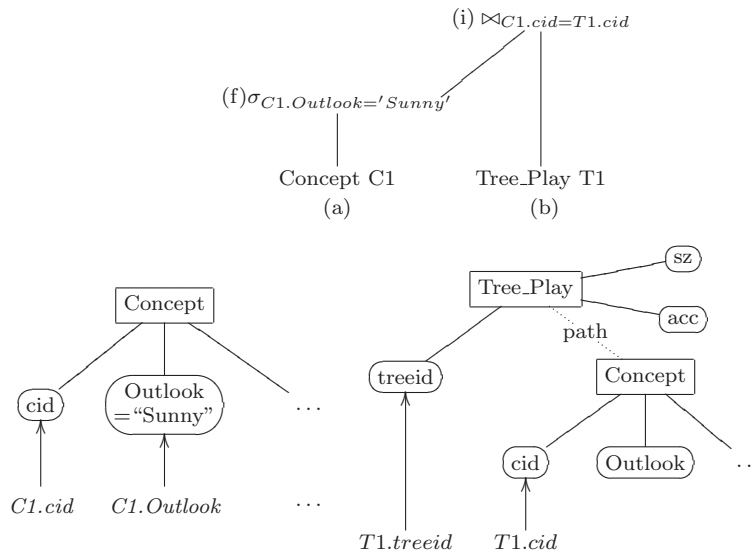 (i) ⋈C1.cid=T1.cid
(f)σC1.Outlook='Sunny'
Concept C1 Tree_Play T1
(a) (b)
sz
Tree_Play
Concept
acc
path
treeid
Concept
cid
Outlook
="Sunny"
. . .
cid
Outlook
. .
C1.cid
C1.Outlook
. . .
T1.treeid
T1.cid